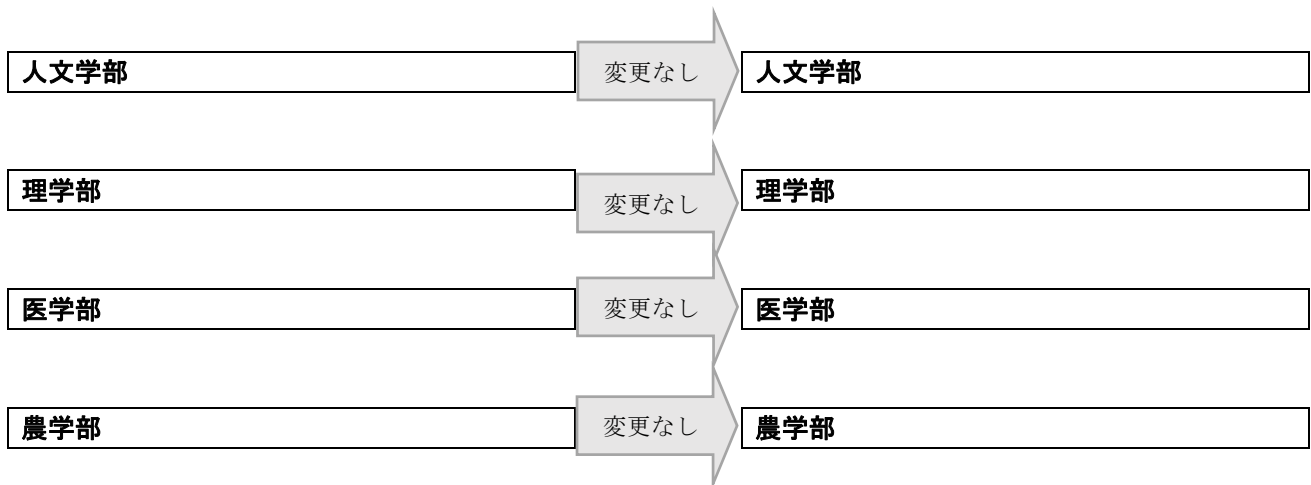 人文学部
変更なし
人文学部
理学部
変更なし
理学部
医学部
変更なし
医学部
農学部
変更なし
農学部